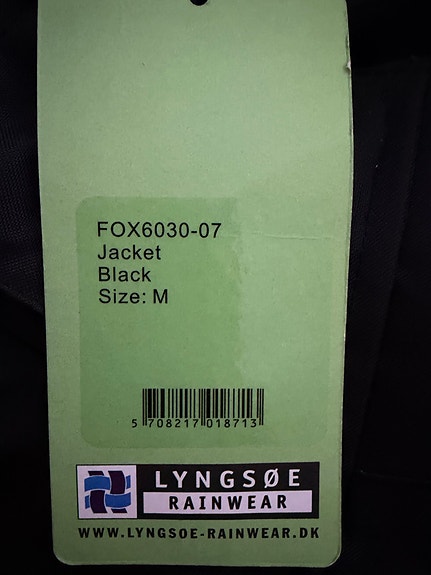 FOX6030-07
Jacket
Black
Size: M
5 708217 018713
LYNGSØE
RAINWEAR
WWW.LYNGSOE-RAINWEAR.DK